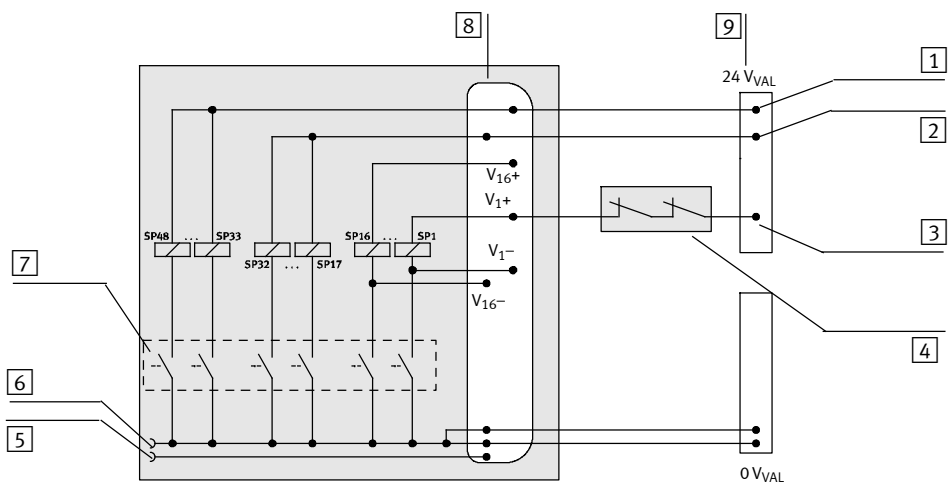 8
9
24 VVAL
1
2
V16+
V1+
SP48 ... SP33
SP16 ... SP1
SP32 ... SP17
3
7
V1–
V16–
4
6
5
0 VVAL